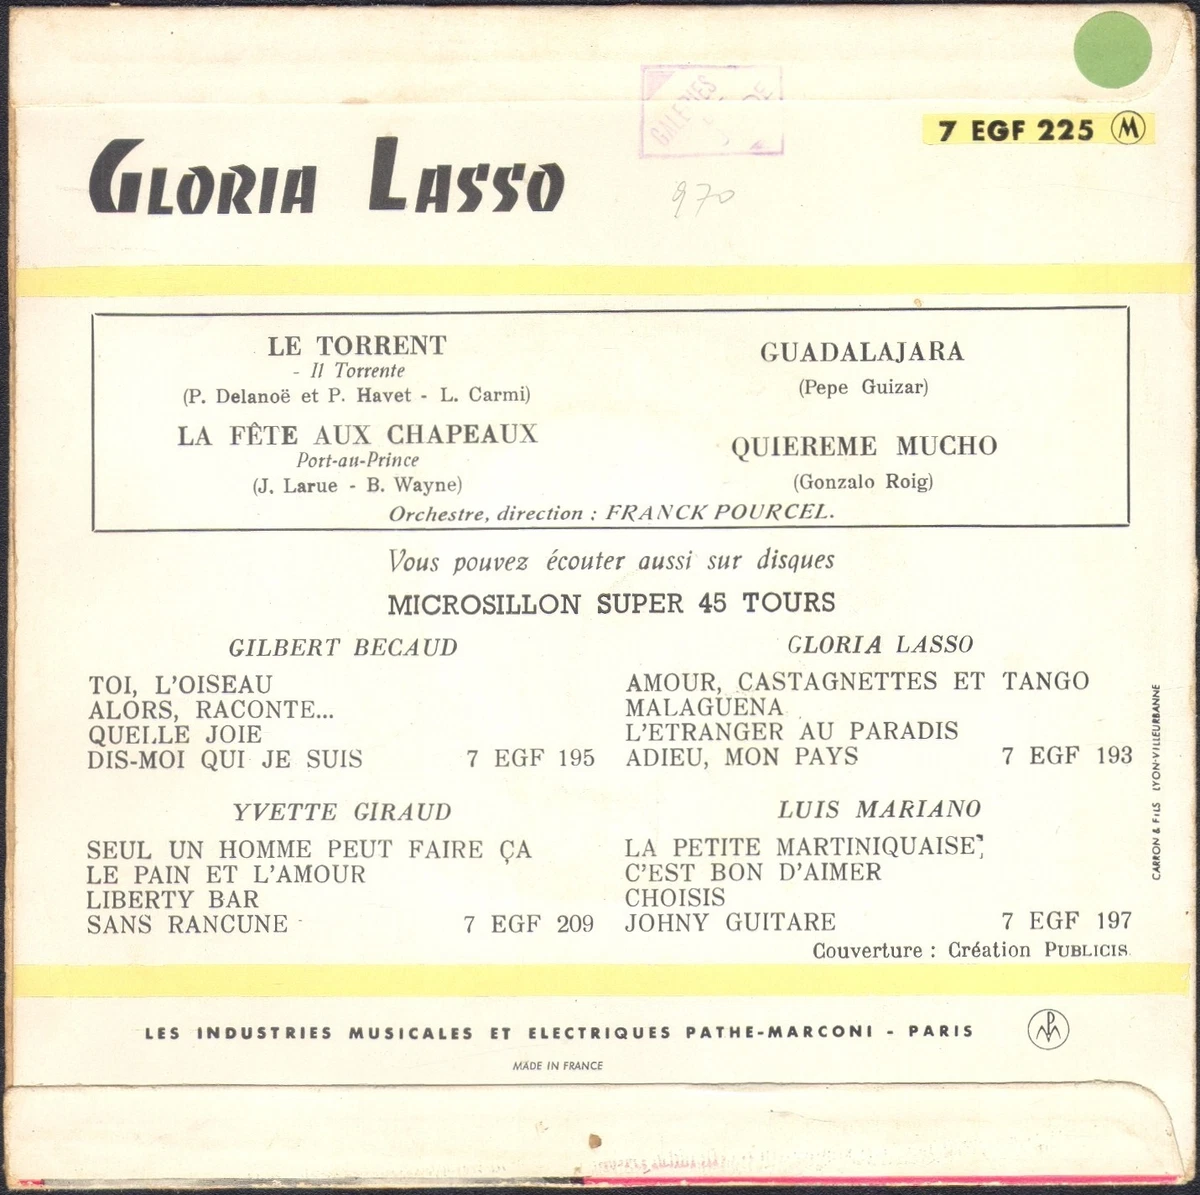 GALERIES
7 EGF 225 M
GLORIA LASSO
970
LE TORRENT
- Il Torrente
(P. Delanoë et P. Havet - L. Carmi)
LA FÊTE AUX CHAPEAUX
Port-au-Prince
(J. Larue - B. Wayne)
GUADALAJARA
(Pepe Guizar)
QUIEREME MUCHO
(Gonzalo Roig)
Orchestre, direction : FRANCK POURCEL.
Vous pouvez écouter aussi sur disques
MICROSILLON SUPER 45 TOURS
GILBERT BECAUD
TOI, L'OISEAU
ALORS, RACONTE...
QUELLE JOIE
DIS-MOI QUI JE SUIS 7 EGF 195
GLORIA LASSO
AMOUR, CASTAGNETTES ET TANGO
MALAGUENA
L'ETRANGER AU PARADIS
ADIEU, MON PAYS 7 EGF 193
YVETTE GIRAUD
SEUL UN HOMME PEUT FAIRE ÇA
LE PAIN ET L'AMOUR
LIBERTY BAR
SANS RANCUNE 7 EGF 209
LUIS MARIANO
LA PETITE MARTINIQUAISE
C'EST BON D'AIMER
CHOISIS
JOHNY GUITARE 7 EGF 197
Couverture : Création PUBLICIS.
CARRON & FILS LYON-VILLEURBANNE
LES INDUSTRIES MUSICALES ET ELECTRIQUES PATHE-MARCONI - PARIS
MADE IN FRANCE